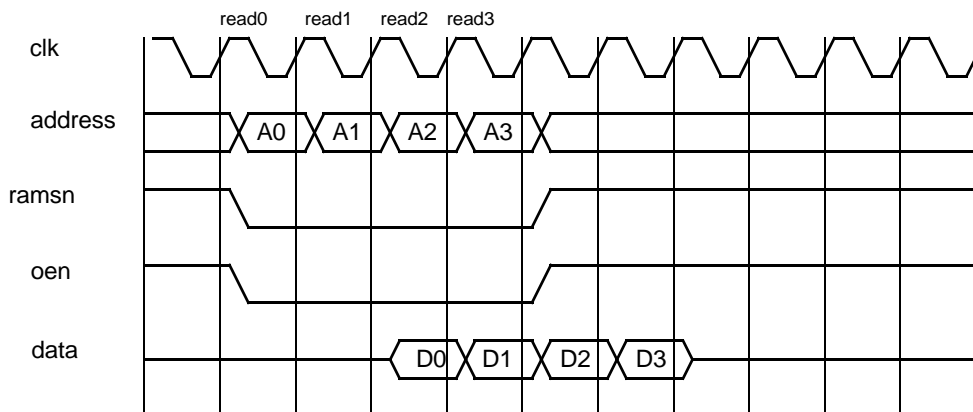 read0 read1 read2 read3
clk
address A0 A1 A2 A3
ramsn
oen
data D0 D1 D2 D3